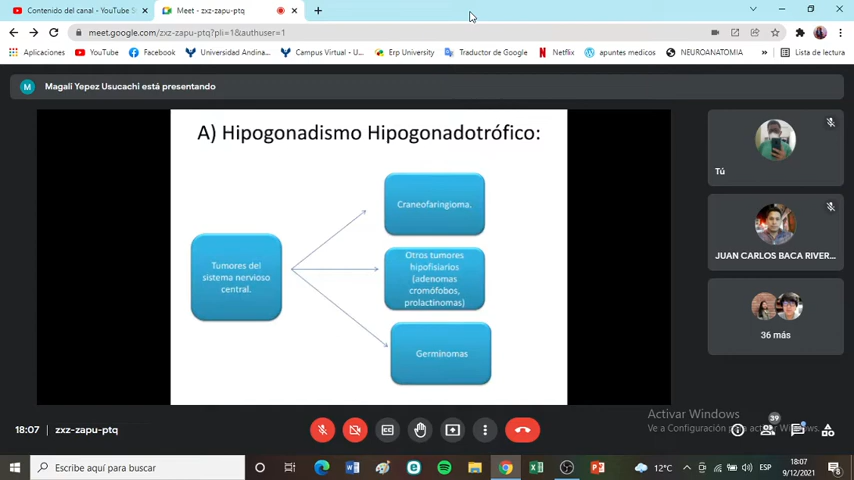 Contenido del canal - YouTube S
Meet - zxz-zapu-ptq
meet.google.com/zxz-zapu-ptq?pli=1&authuser=1
Aplicaciones
YouTube
Facebook
Universidad Andina...
Campus Virtual - U...
Erp University
Traductor de Google
Netflix
apuntes medicos
NEUROANATOMIA
Lista de lectura
M
Magali Yepez Usucachi está presentando
A) Hipogonadismo Hipogonadotrófico:
Tumores del
sistema nervioso
central.
Craneofaringioma.
Otros tumores
hipofisiarios
(adenomas
cromófobos,
prolactinomas)
Germinomas
Tú
JUAN CARLOS BACA RIVER...
36 más
Activar Windows
Ve a Configuración para activar Windows.
18:07
zxz-zapu-ptq
39
Escribe aquí para buscar
12°C
ESP
18:07
9/12/2021